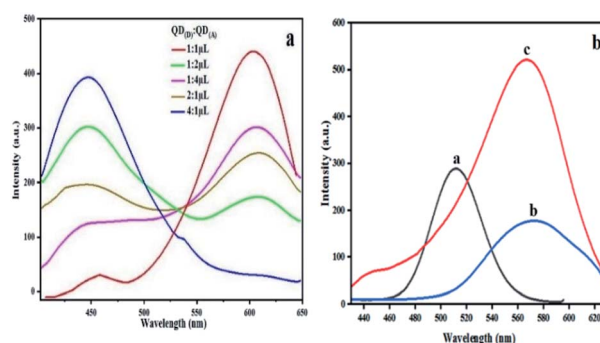 500
400
300
200
100
0
Intensity (a.u.)
450
500
550
600
650
Wavelength (nm)
QD(D):QD(A)
1:1μL
1:2μL
1:4μL
2:1μL
4:1μL
a
600
500
400
300
200
100
0
Intensity (a.u.)
440
460
480
500
520
540
560
580
600
620
Wavelength (nm)
a
b
c
b